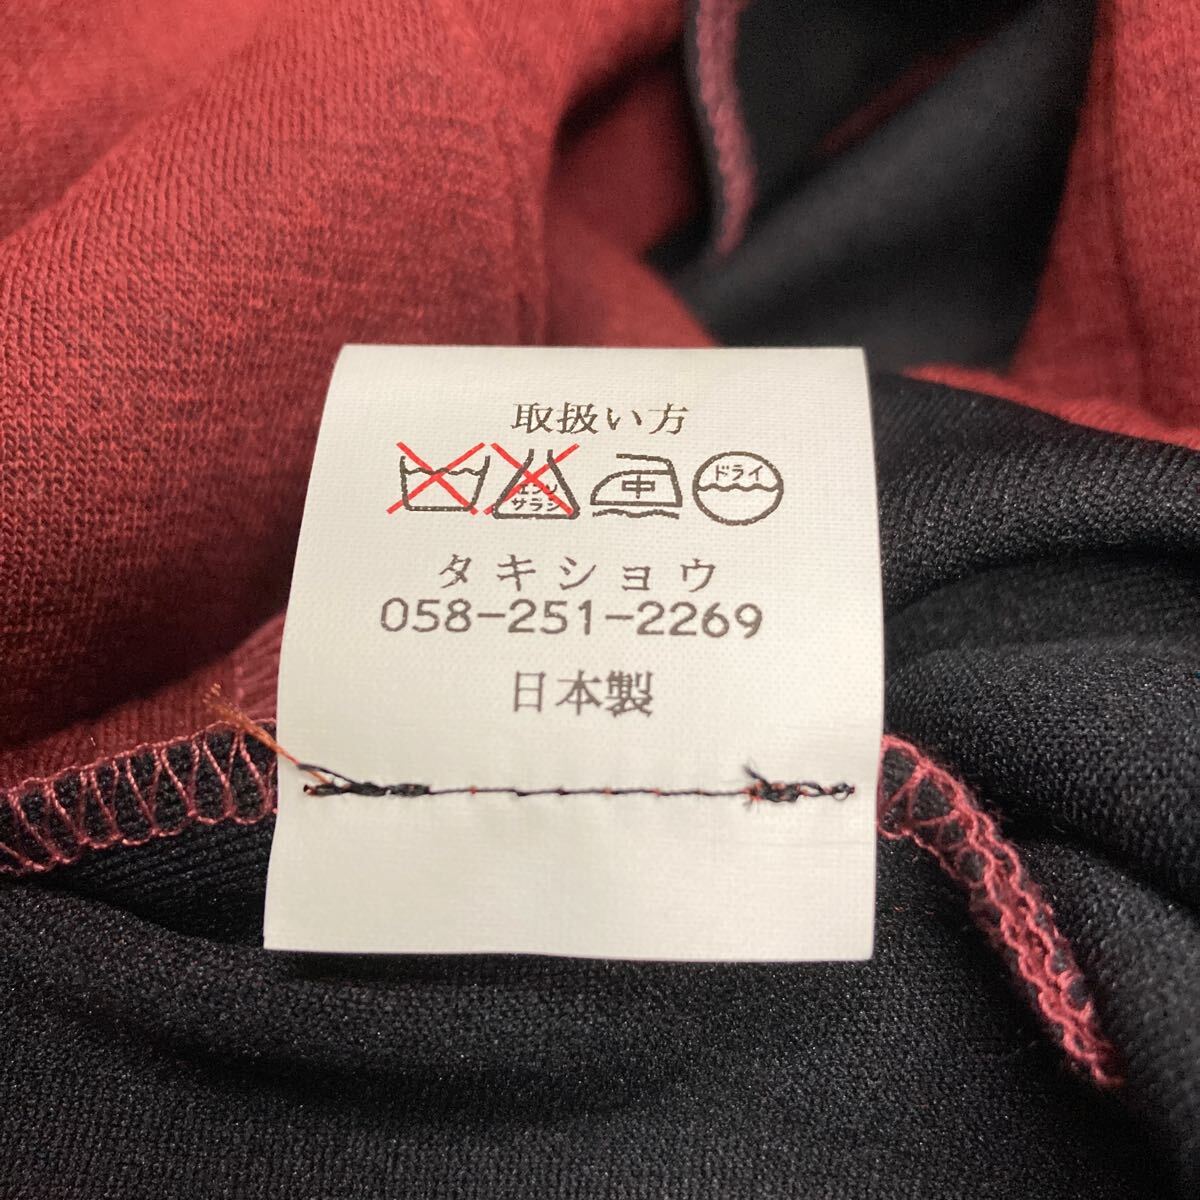 取扱い方
エンソ
サラシ
中
ドライ
タキショウ
058-251-2269
日本製